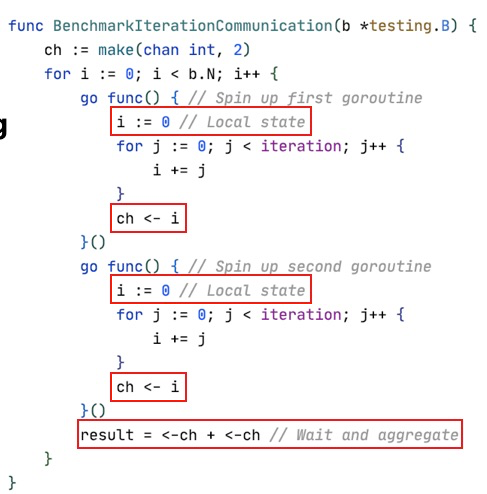 func BenchmarkIterationCommunication(b *testing.B) {
    ch := make(chan int, 2)
    for i := 0; i < b.N; i++ {
        go func() { // Spin up first goroutine
            i := 0 // Local state
g
            for j := 0; j < iteration; j++ {
                i += j
            }
            ch <- i
        }()
        go func() { // Spin up second goroutine
            i := 0 // Local state
            for j := 0; j < iteration; j++ {
                i += j
            }
            ch <- i
        }()
        result = <-ch + <-ch // Wait and aggregate
    }
}